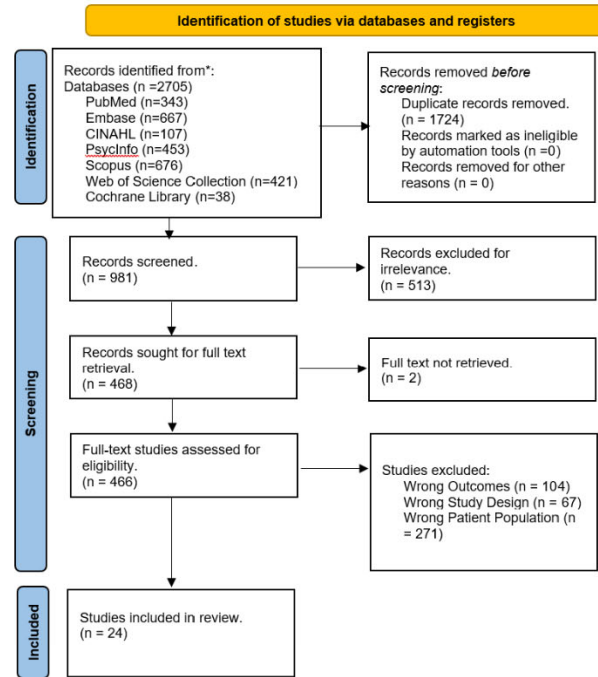 Identification of studies via databases and registers
Identification
Records identified from*:
Databases (n =2705)
PubMed (n=343)
Embase (n=667)
CINAHL (n=107)
PsycInfo (n=453)
Scopus (n=676)
Web of Science Collection (n=421)
Cochrane Library (n=38)
Records removed before
screening:
Duplicate records removed.
(n = 1724)
Records marked as ineligible
by automation tools (n =0)
Records removed for other
reasons (n = 0)
Screening
Records screened.
(n = 981)
Records excluded for
irrelevance.
(n = 513)
Records sought for full text
retrieval.
(n = 468)
Full text not retrieved.
(n = 2)
Full-text studies assessed for
eligibility.
(n = 466)
Studies excluded:
Wrong Outcomes (n = 104)
Wrong Study Design (n = 67)
Wrong Patient Population (n
= 271)
Included
Studies included in review.
(n = 24)